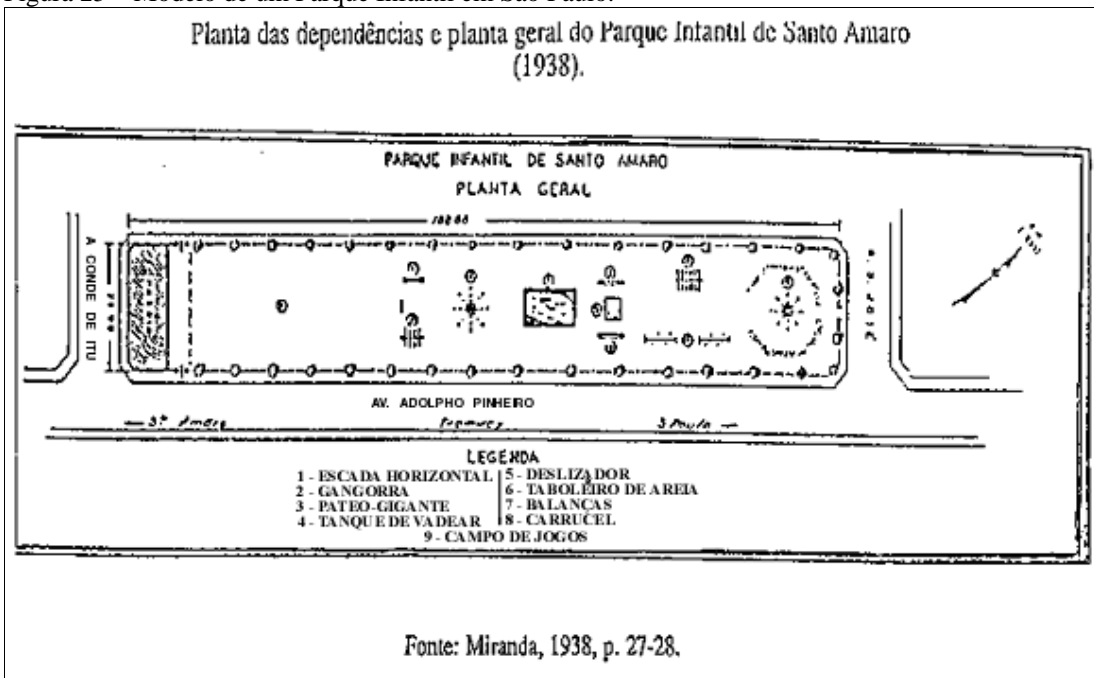 Planta das dependências e planta geral do Parque Infantil de Santo Amaro
(1938).
PARQUE INFANTIL DE SANTO AMARO
PLANTA GERAL
A CONDE DE ITU
AV. ADOLPHO PINHEIRO
Sto Amaro S Paulo
LEGENDA
1 - ESCADA HORIZONTAL
2 - GANGORRA
3 - PATEO-GIGANTE
4 - TANQUE DE VADEAR
5 - DESLIZADOR
6 - TABOLEIRO DE AREIA
7 - BALANÇAS
8 - CARRUCEL
9 - CAMPO DE JOGOS
Fonte: Miranda, 1938, p. 27-28.